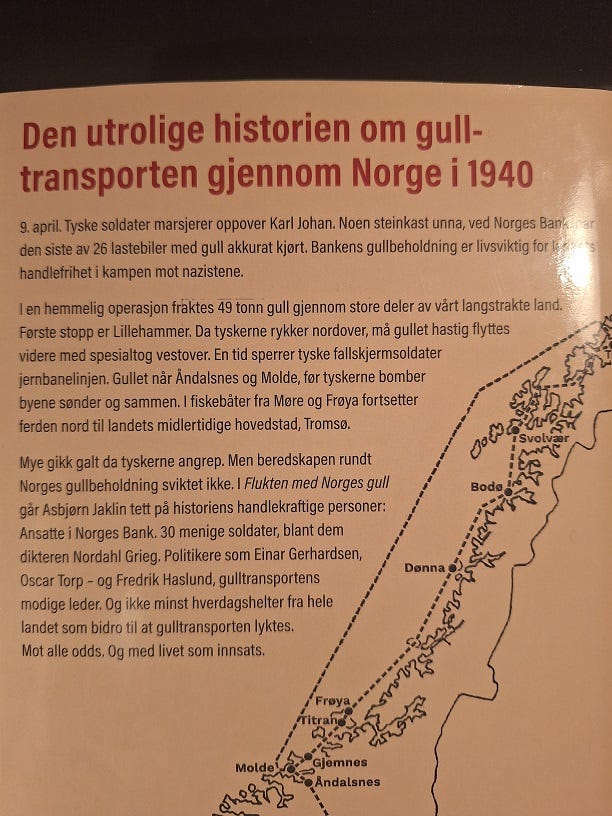 Den utrolige historien om gull-
transporten gjennom Norge i 1940
9. april. Tyske soldater marsjerer oppover Karl Johan. Noen steinkast unna, ved Norges Bank, har
den siste av 26 lastebiler med gull akkurat kjørt. Bankens gullbeholdning er livsviktig for landets
handlefrihet i kampen mot nazistene.
I en hemmelig operasjon fraktes 49 tonn gull gjennom store deler av vårt langstrakte land.
Første stopp er Lillehammer. Da tyskerne rykker nordover, må gullet hastig flyttes
videre med spesialtog vestover. En tid sperrer tyske fallskjermsoldater
jernbanelinjen. Gullet når Åndalsnes og Molde, før tyskerne bomber
byene sønder og sammen. I fiskebåter fra Møre og Frøya fortsetter
ferden nord til landets midlertidige hovedstad, Tromsø.
Mye gikk galt da tyskerne angrep. Men beredskapen rundt
Norges gullbeholdning sviktet ikke. I Flukten med Norges gull
går Asbjørn Jaklin tett på historiens handlekraftige personer:
Ansatte i Norges Bank. 30 menige soldater, blant dem
dikteren Nordahl Grieg. Politikere som Einar Gerhardsen,
Oscar Torp – og Fredrik Haslund, gulltransportens
modige leder. Og ikke minst hverdagshelter fra hele
landet som bidro til at gulltransporten lyktes.
Mot alle odds. Og med livet som innsats.
Svolvær
Bodø
Dønna
Frøya
Titran
Gjemnes
Molde
Åndalsnes